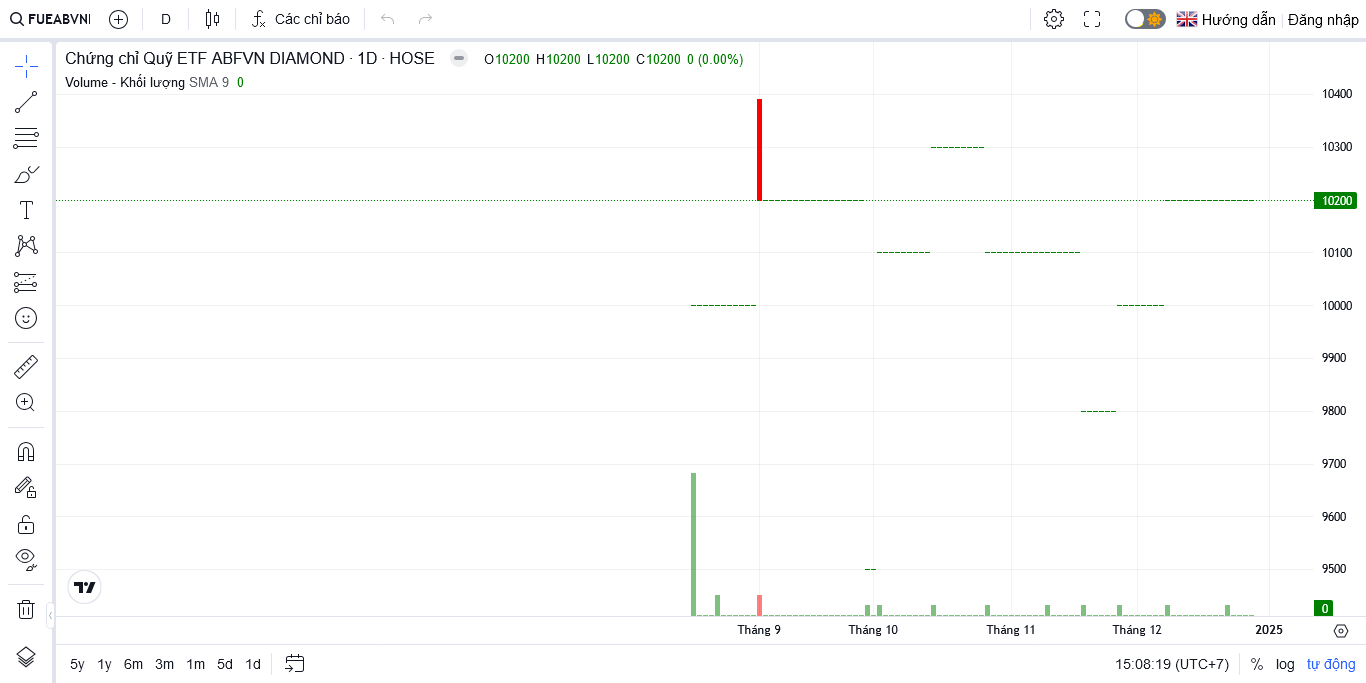 FUEABVNI D Các chỉ báo Hướng dẫn Đăng nhập
Chứng chỉ Quỹ ETF ABFVN DIAMOND · 1D · HOSE O10200 H10200 L10200 C10200 0 (0.00%)
Volume - Khối lượng SMA 9 0
10400
10300
10200
10100
10000
9900
9800
9700
9600
9500
0
Tháng 9 Tháng 10 Tháng 11 Tháng 12 2025
5y 1y 6m 3m 1m 5d 1d 15:08:19 (UTC+7) % log tự động